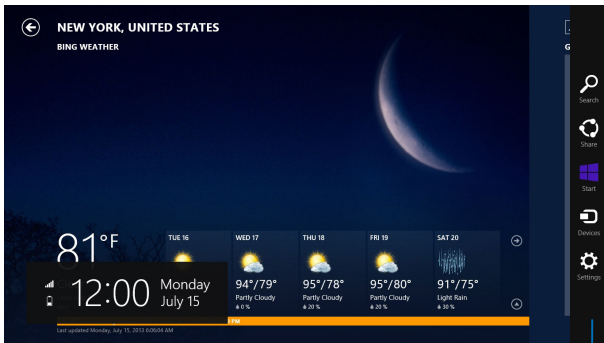 NEW YORK, UNITED STATES
BING WEATHER
G
Search
Share
Start
Devices
Settings
81°F
TUE 16
WED 17
THU 18
FRI 19
SAT 20
94°/79°
95°/78°
95°/80°
91°/75°
Partly Cloudy
Partly Cloudy
Partly Cloudy
Light Rain
0 %
20 %
20 %
30 %
12:00
Monday
July 15
PM
Last updated Monday, July 15, 2013 6:06:04 AM